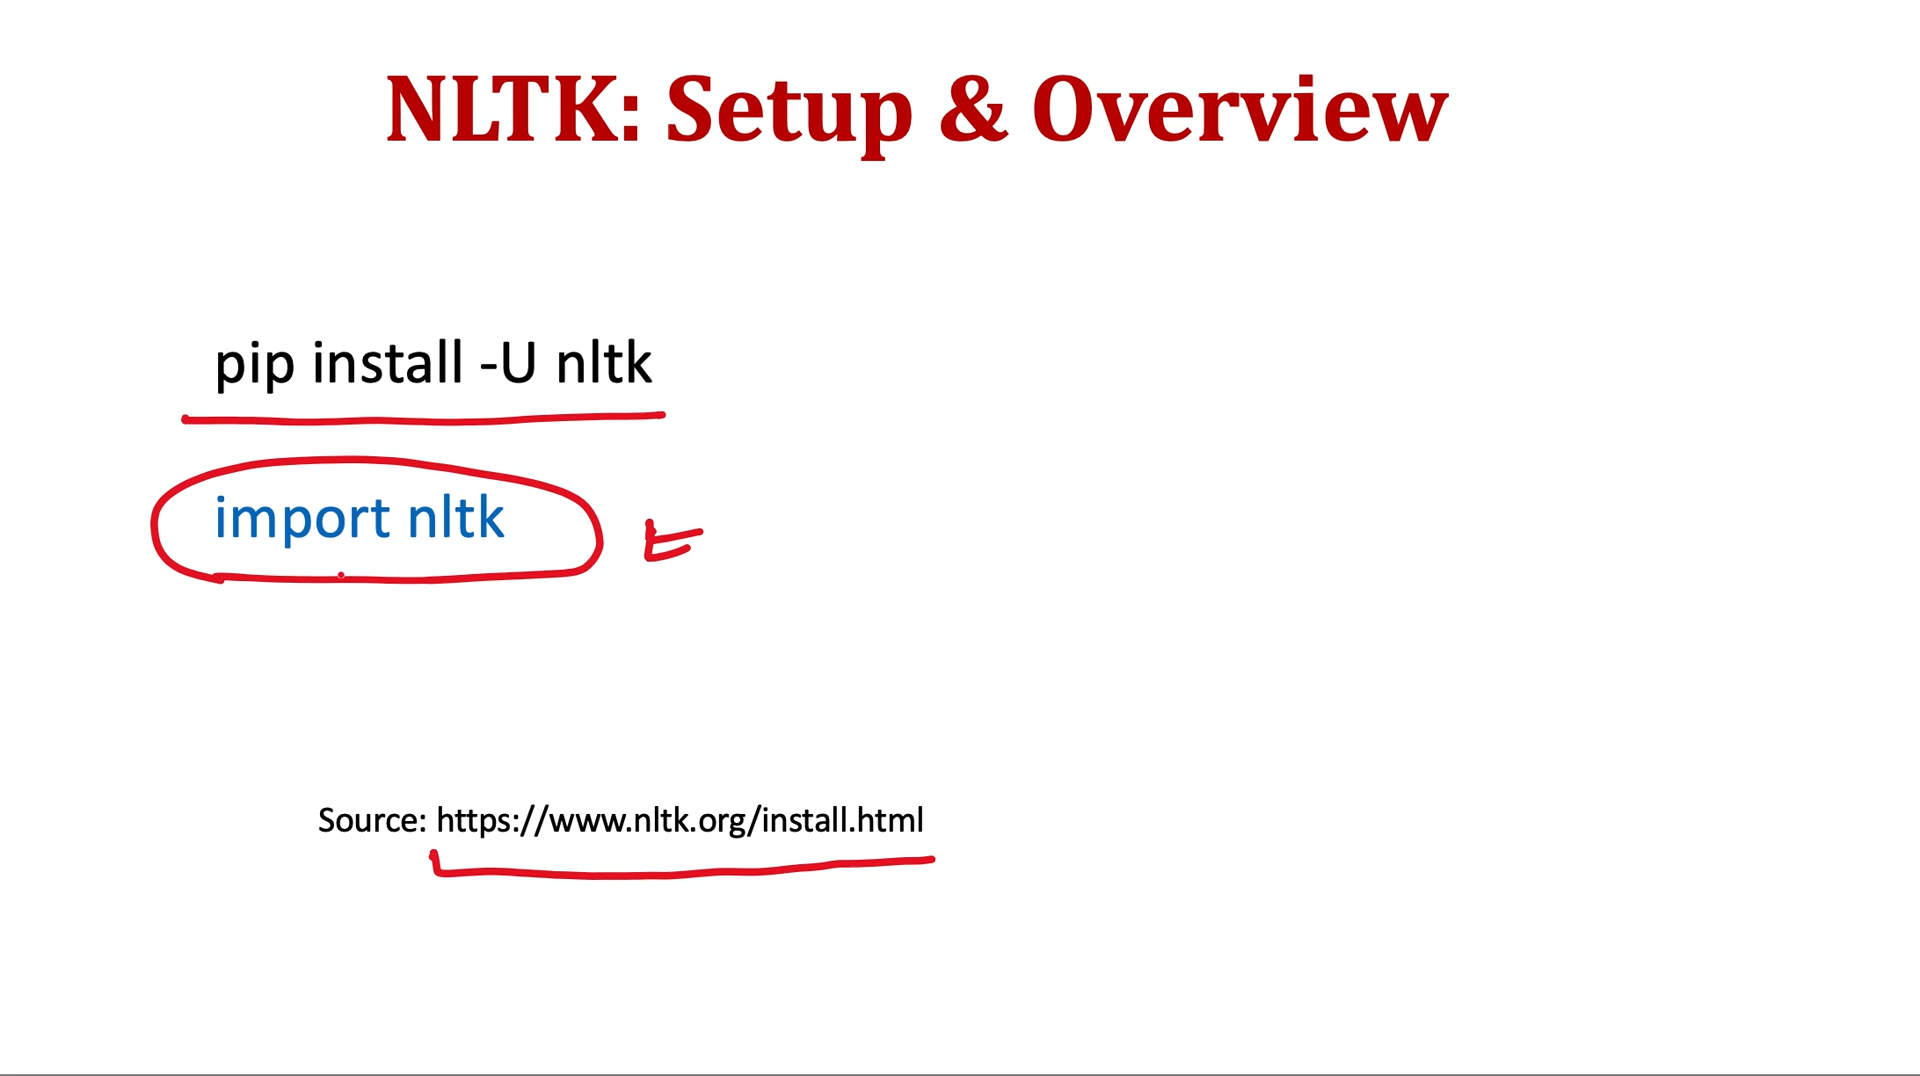 NLTK: Setup & Overview
pip install -U nltk
import nltk
Source: https://www.nltk.org/install.html